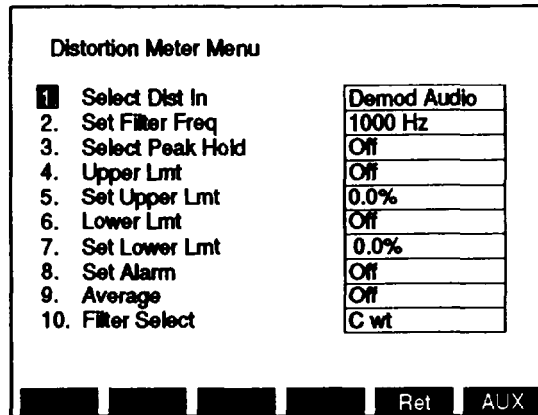 Distortion Meter Menu
1 Select Dist In Demod Audio
2. Set Filter Freq 1000 Hz
3. Select Peak Hold Off
4. Upper Lmt Off
5. Set Upper Lmt 0.0%
6. Lower Lmt Off
7. Set Lower Lmt 0.0%
8. Set Alarm Off
9. Average Off
10. Filter Select C wt
Ret AUX